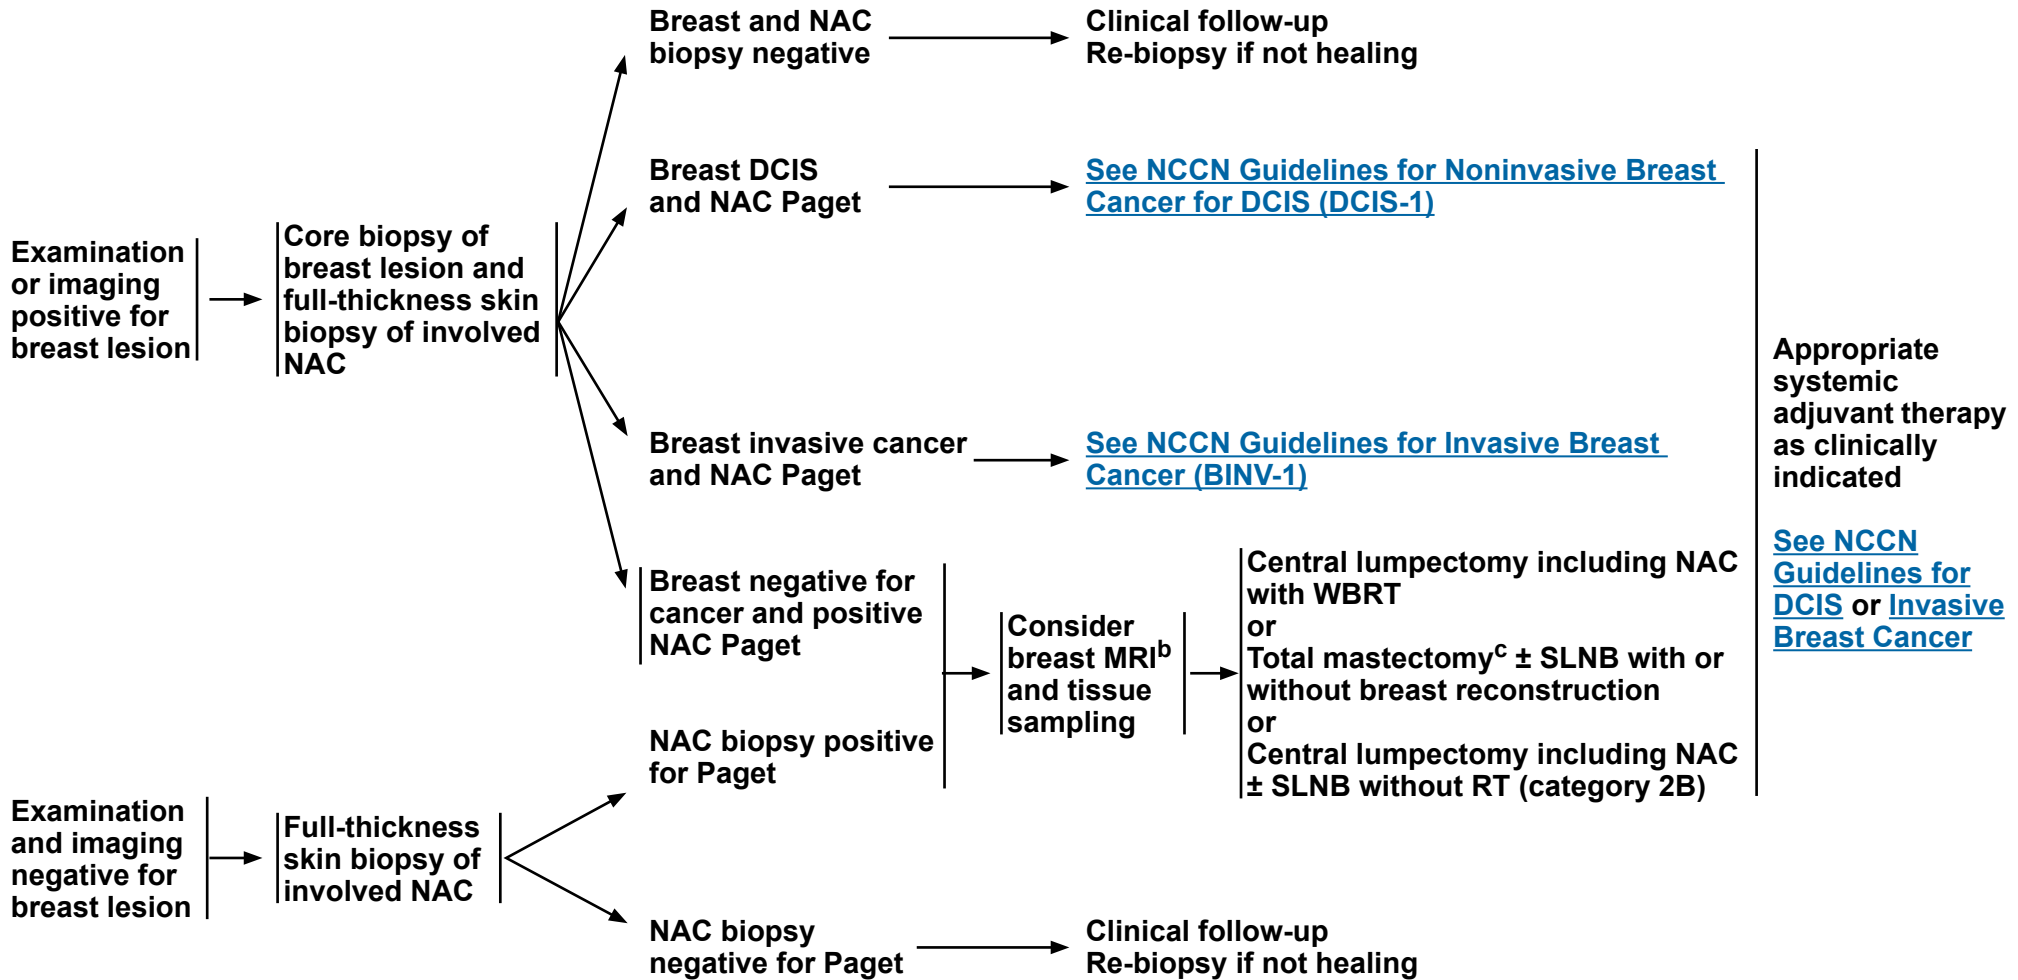 Examination
or imaging
positive for
breast lesion
Core biopsy of
breast lesion and
full-thickness skin
biopsy of involved
NAC
Breast and NAC
biopsy negative
Clinical follow-up
Re-biopsy if not healing
Breast DCIS
and NAC Paget
See NCCN Guidelines for Noninvasive Breast
Cancer for DCIS (DCIS-1)
Breast invasive cancer
and NAC Paget
See NCCN Guidelines for Invasive Breast
Cancer (BINV-1)
Breast negative for
cancer and positive
NAC Paget
Examination
and imaging
negative for
breast lesion
Full-thickness
skin biopsy of
involved NAC
NAC biopsy positive
for Paget
Consider
breast MRIᵇ
and tissue
sampling
Central lumpectomy including NAC
with WBRT
or
Total mastectomyᶜ ± SLNB with or
without breast reconstruction
or
Central lumpectomy including NAC
± SLNB without RT (category 2B)
NAC biopsy
negative for Paget
Clinical follow-up
Re-biopsy if not healing
Appropriate
systemic
adjuvant therapy
as clinically
indicated
See NCCN
Guidelines for
DCIS or Invasive
Breast Cancer